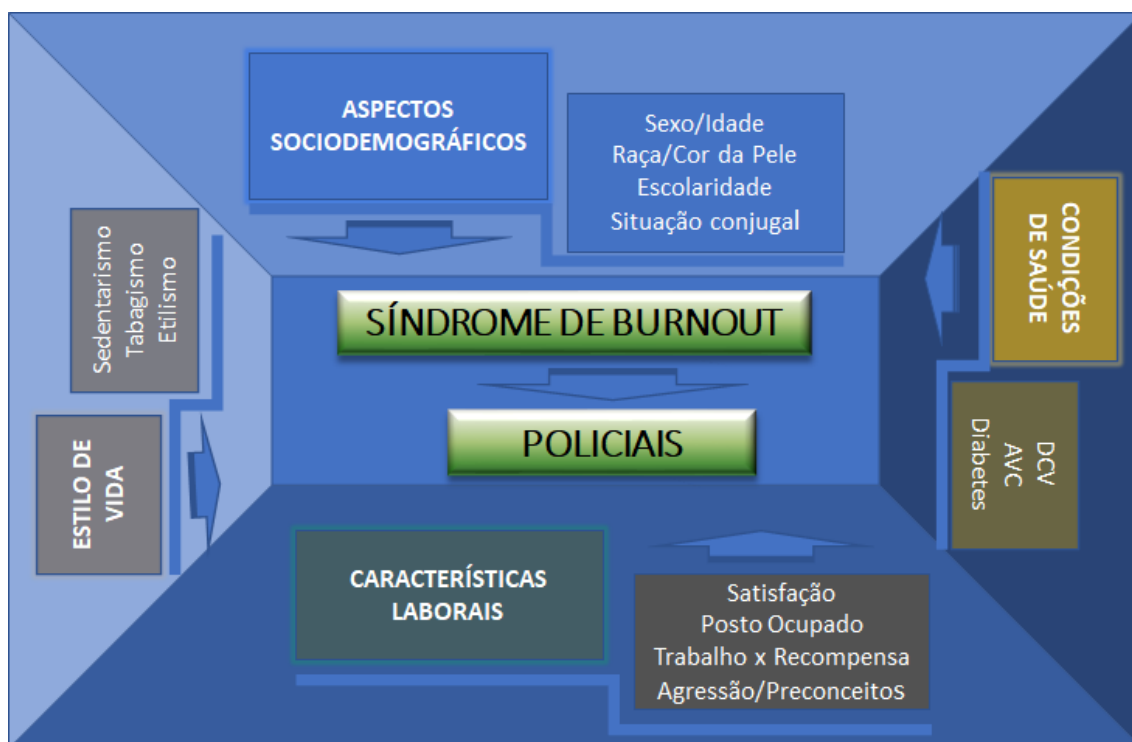 ASPECTOS
SOCIODEMOGRÁFICOS
Sexo/Idade
Raça/Cor da Pele
Escolaridade
Situação conjugal
Sedentarismo
Tabagismo
Etilismo
ESTILO DE
VIDA
SÍNDROME DE BURNOUT
POLICIAIS
CONDIÇÕES
DE SAÚDE
DCV
AVC
Diabetes
CARACTERÍSTÍCAS
LABORAIS
Satisfação
Posto Ocupado
Trabalho x Recompensa
Agressão/Preconceitos